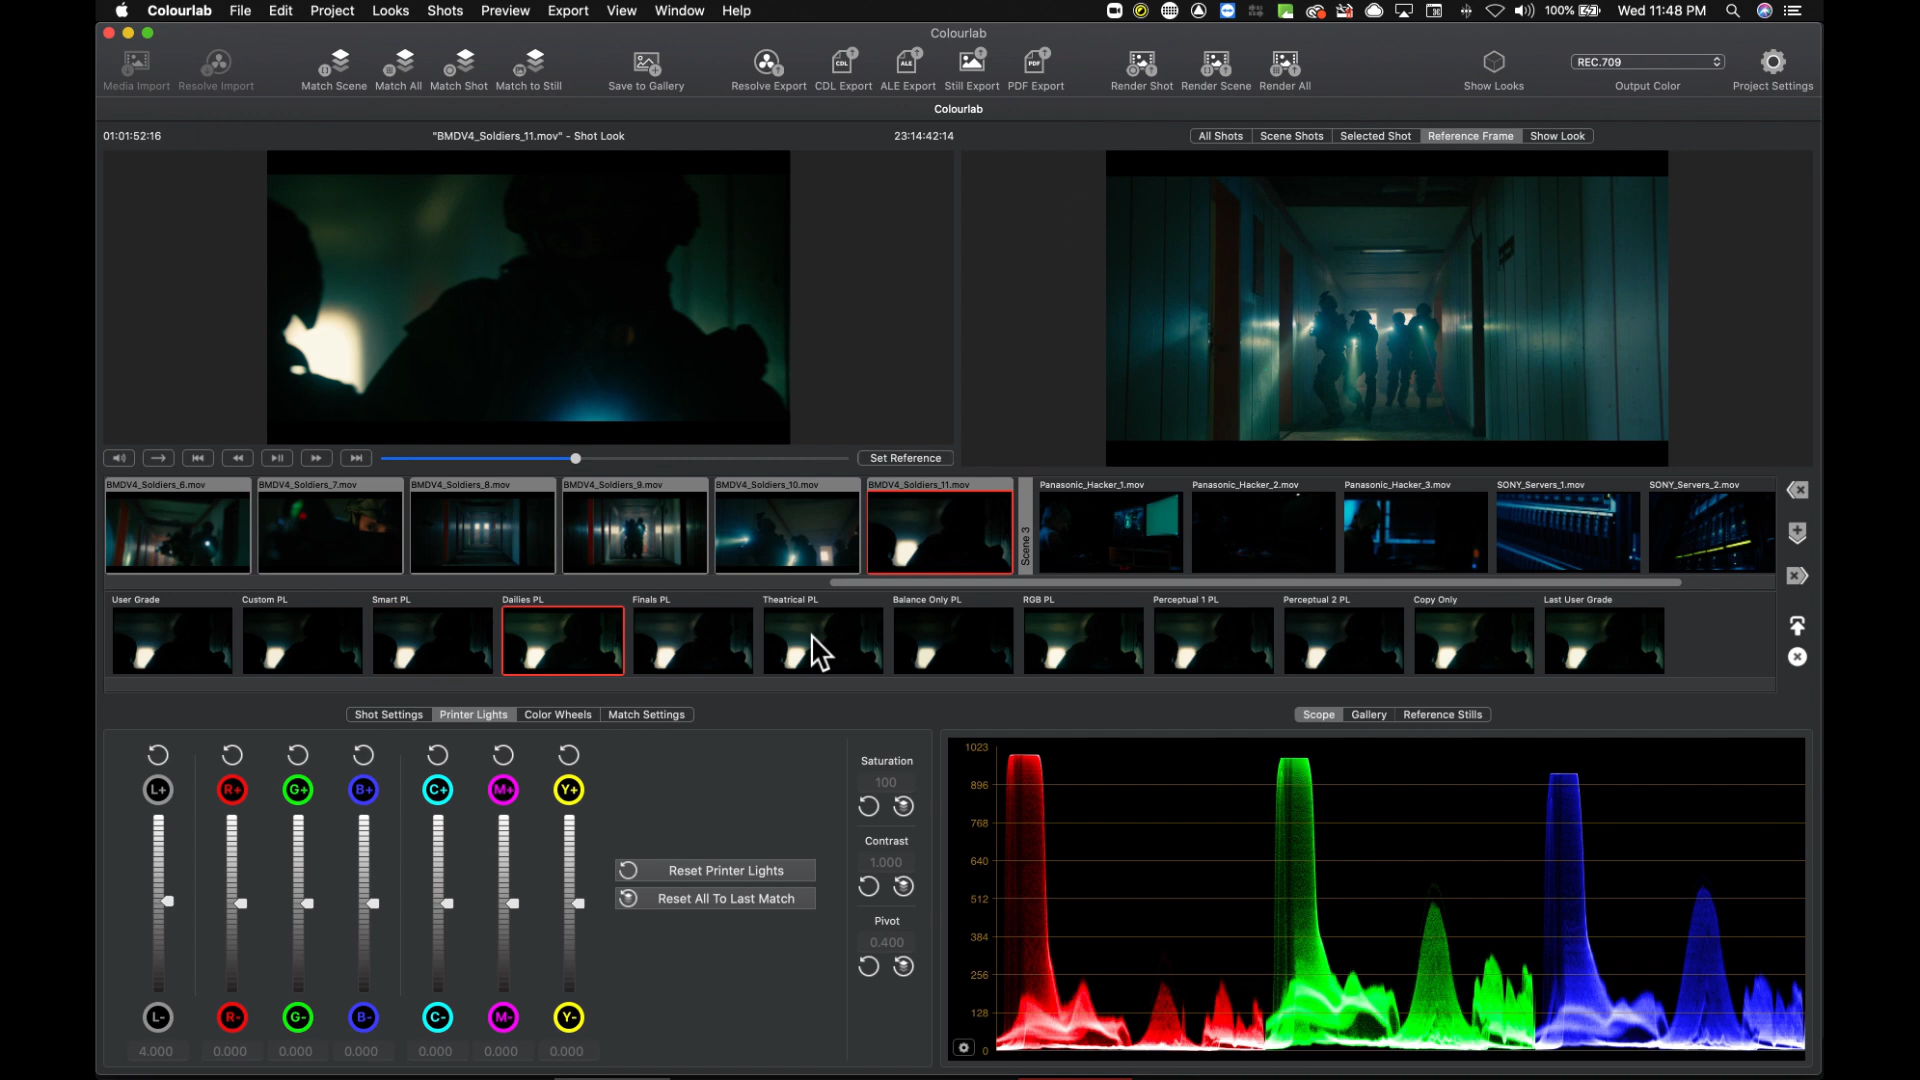 Colourlab File Edit Project Looks Shots Preview Export View Window Help 100% Wed 11:48 PM
Colourlab
Media Import Resolve Import Match Scene Match All Match Shot Match to Still Save to Gallery Resolve Export CDL Export ALE Export Still Export PDF Export Render Shot Render Scene Render All Show Looks REC.709 Output Color Project Settings
Colourlab
01:01:52:16 "BMDV4_Soldiers_11.mov" - Shot Look 23:14:42:14 All Shots Scene Shots Selected Shot Reference Frame Show Look
Set Reference
BMDV4_Soldiers_6.mov BMDV4_Soldiers_7.mov BMDV4_Soldiers_8.mov BMDV4_Soldiers_9.mov BMDV4_Soldiers_10.mov BMDV4_Soldiers_11.mov Scene 3 Panasonic_Hacker_1.mov Panasonic_Hacker_2.mov Panasonic_Hacker_3.mov SONY_Servers_1.mov SONY_Servers_2.mov
User Grade Custom PL Smart PL Dailies PL Finals PL Theatrical PL Balance Only PL RGB PL Perceptual 1 PL Perceptual 2 PL Copy Only Last User Grade
Shot Settings Printer Lights Color Wheels Match Settings Scope Gallery Reference Stills
L+ R+ G+ B+ C+ M+ Y+
Reset Printer Lights
Reset All To Last Match
L- R- G- B- C- M- Y-
4.000 0.000 0.000 0.000 0.000 0.000 0.000
Saturation
100
Contrast
1.000
Pivot
0.400
1023
896
768
640
512
384
256
128
0